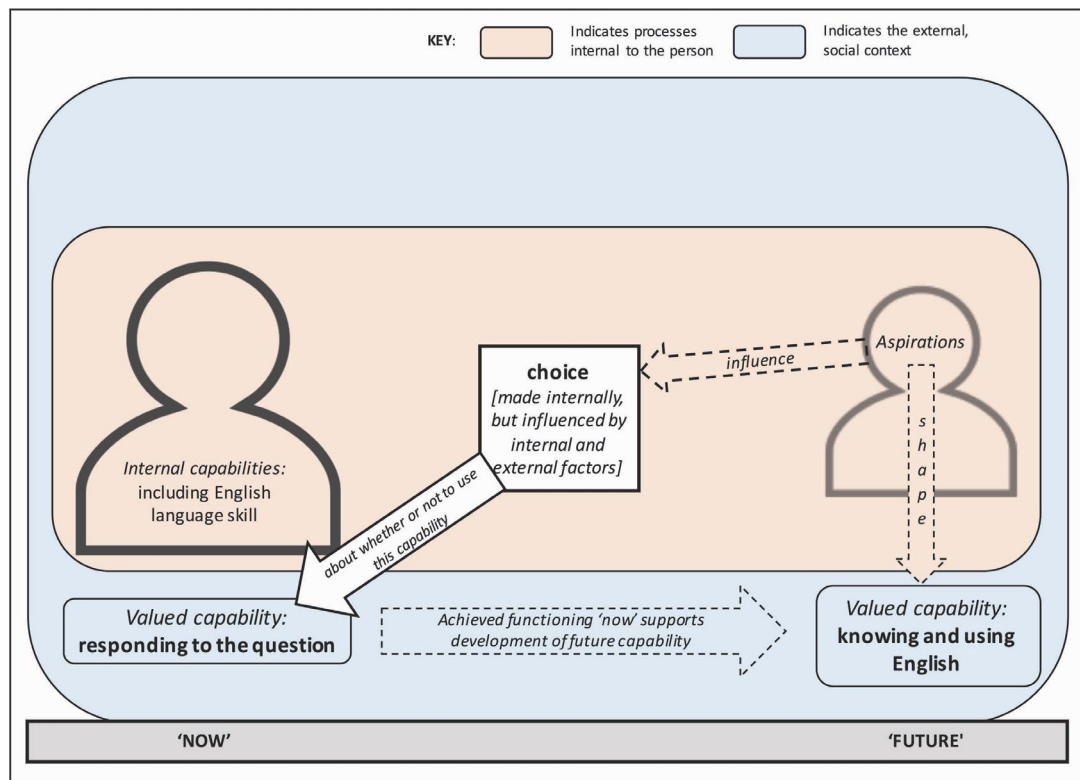 KEY:
Indicates processes
internal to the person
Indicates the external,
social context
Aspirations
influence
choice
[made internally,
but influenced by
internal and
external factors]
shape
Internal capabilities:
including English
language skill
about whether or not to use
this capability
Valued capability:
responding to the question
Achieved functioning ‘now’ supports
development of future capability
Valued capability:
knowing and using
English
‘NOW’
‘FUTURE'